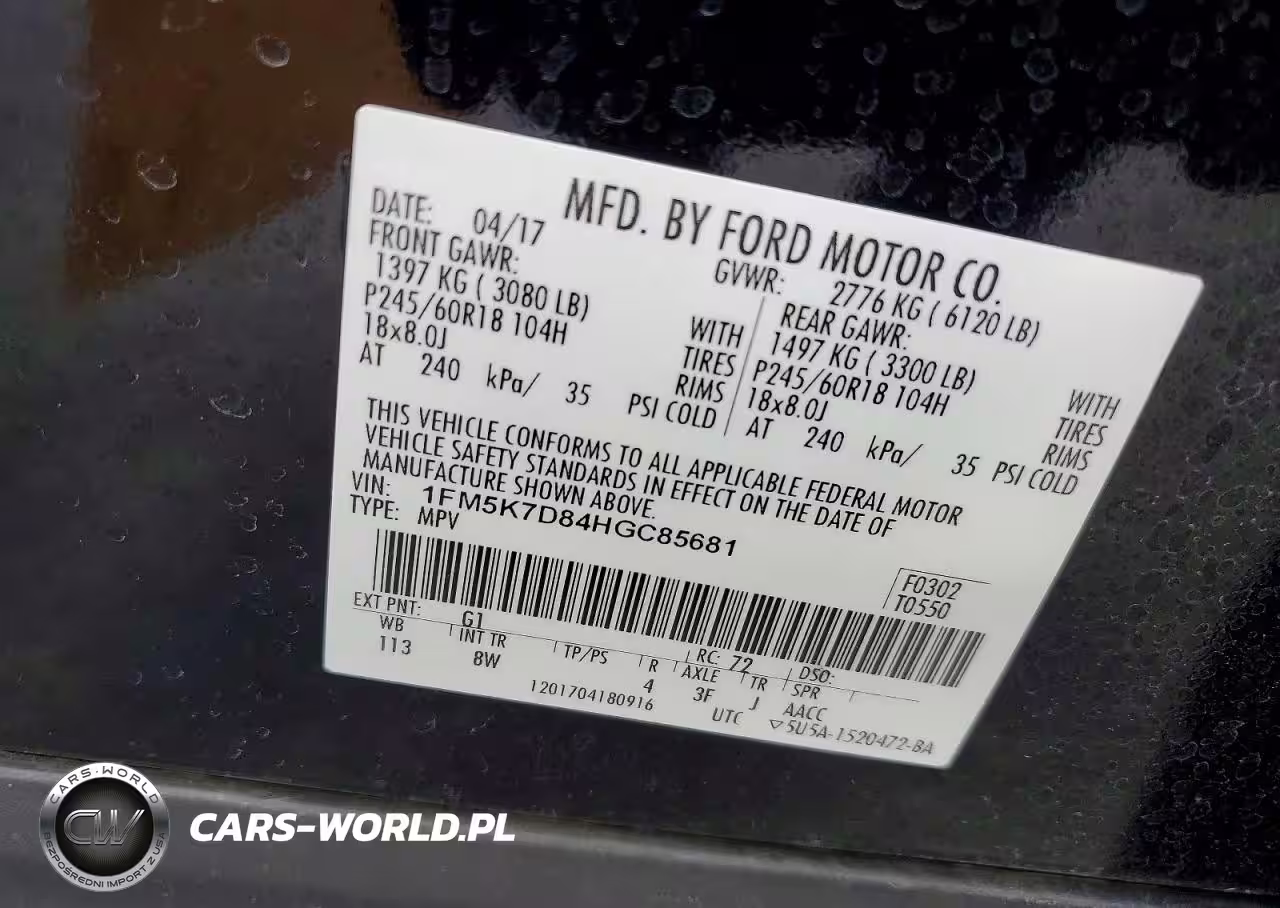 MFD. BY FORD MOTOR CO.
DATE: 04/17
GVWR: 2776 KG ( 6120 LB)
FRONT GAWR:
1397 KG ( 3080 LB) WITH
P245/60R18 104H TIRES
18x8.0J RIMS
AT 240 kPa/ 35 PSI COLD
REAR GAWR:
1497 KG ( 3300 LB) WITH
P245/60R18 104H TIRES
18x8.0J RIMS
AT 240 kPa/ 35 PSI COLD
THIS VEHICLE CONFORMS TO ALL APPLICABLE FEDERAL MOTOR
VEHICLE SAFETY STANDARDS IN EFFECT ON THE DATE OF
MANUFACTURE SHOWN ABOVE.
VIN: 1FM5K7D84HGC85681
TYPE: MPV
F0302
T0550
EXT PNT: G1 RC: 72 DSO:
WB INT TR TP/PS R AXLE TR SPR
113 8W 4 3F J AACC
1201704180916 UTC ▽5U5A-1520472-BA
CARS-WORLD
CW
BEZPOŚREDNI IMPORT Z USA
CARS-WORLD.PL